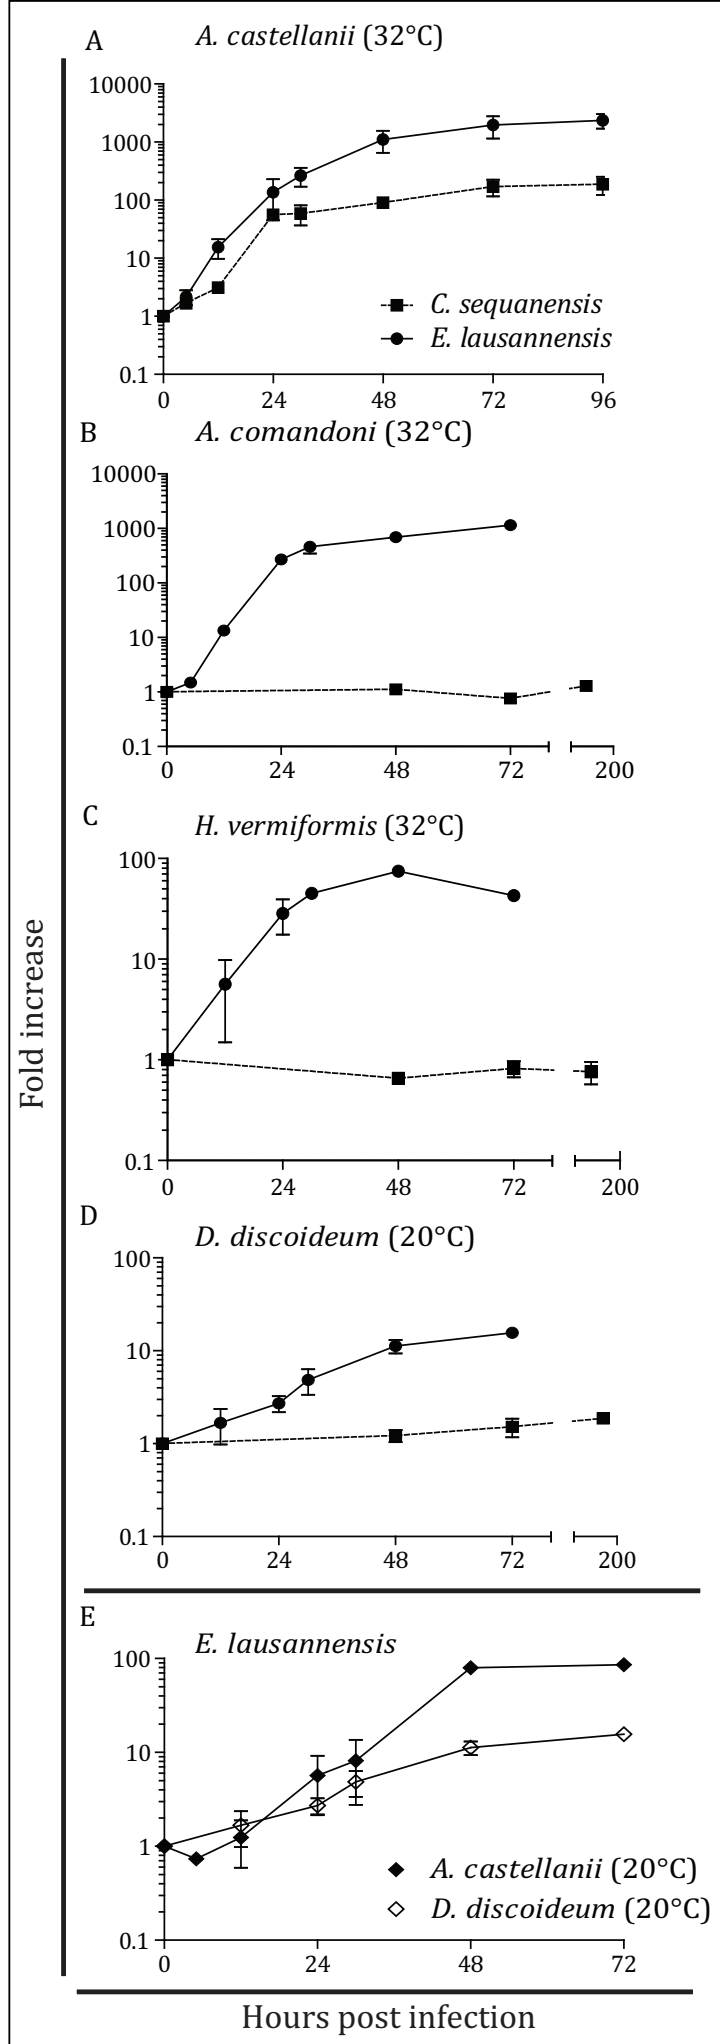 A
A. castellanii (32°C)
10000
1000
100
10
1
0.1
C. sequanensis
E. lausannensis
0 24 48 72 96
B
A. comandoni (32°C)
10000
1000
100
10
1
0.1
0 24 48 72 200
C
H. vermiformis (32°C)
100
10
1
0.1
0 24 48 72 200
D
D. discoideum (20°C)
100
10
1
0.1
0 24 48 72 200
E
E. lausannensis
100
10
1
0.1
A. castellanii (20°C)
D. discoideum (20°C)
0 24 48 72
Fold increase
Hours post infection